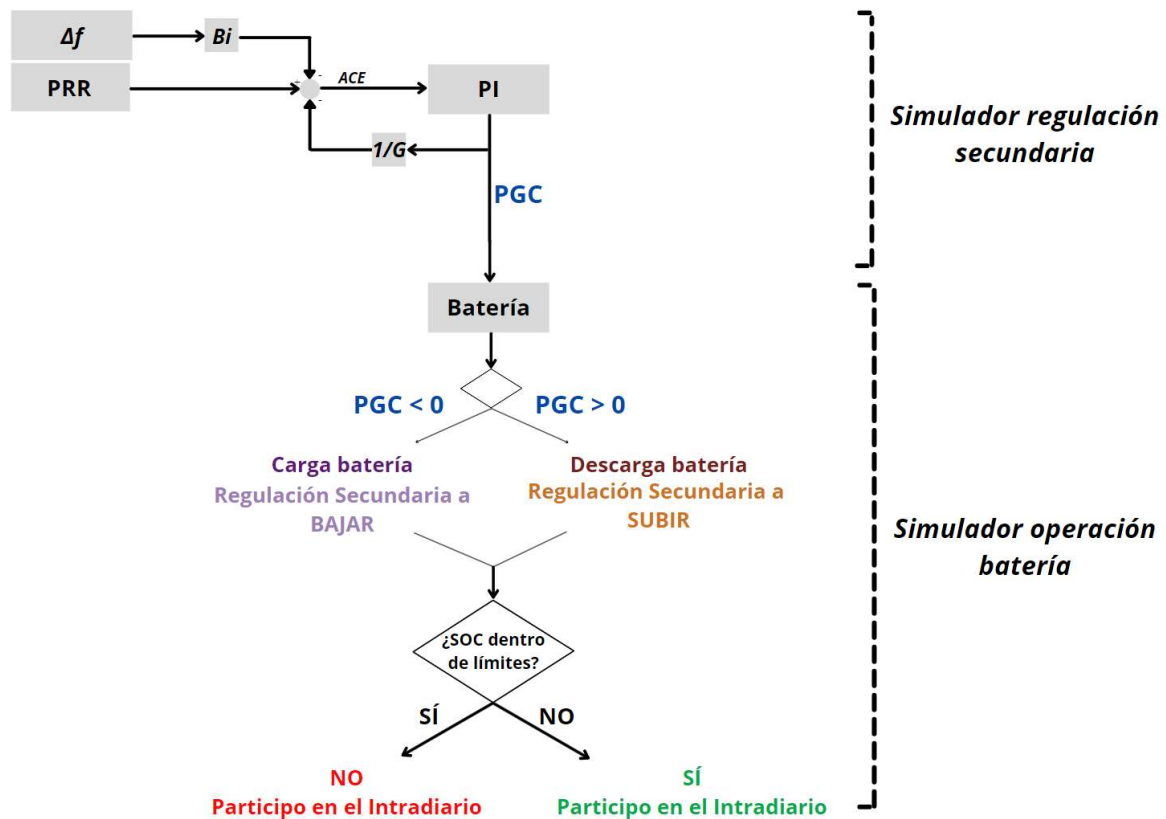 Δf
Bi
PRR
+
-
-
ACE
PI
1/G
PGC
Simulador regulación
secundaria
Batería
PGC < 0
PGC > 0
Carga batería
Regulación Secundaria a
BAJAR
Descarga batería
Regulación Secundaria a
SUBIR
Simulador operación
batería
¿SOC dentro
de límites?
SÍ
NO
NO
Participo en el Intradiario
SÍ
Participo en el Intradiario